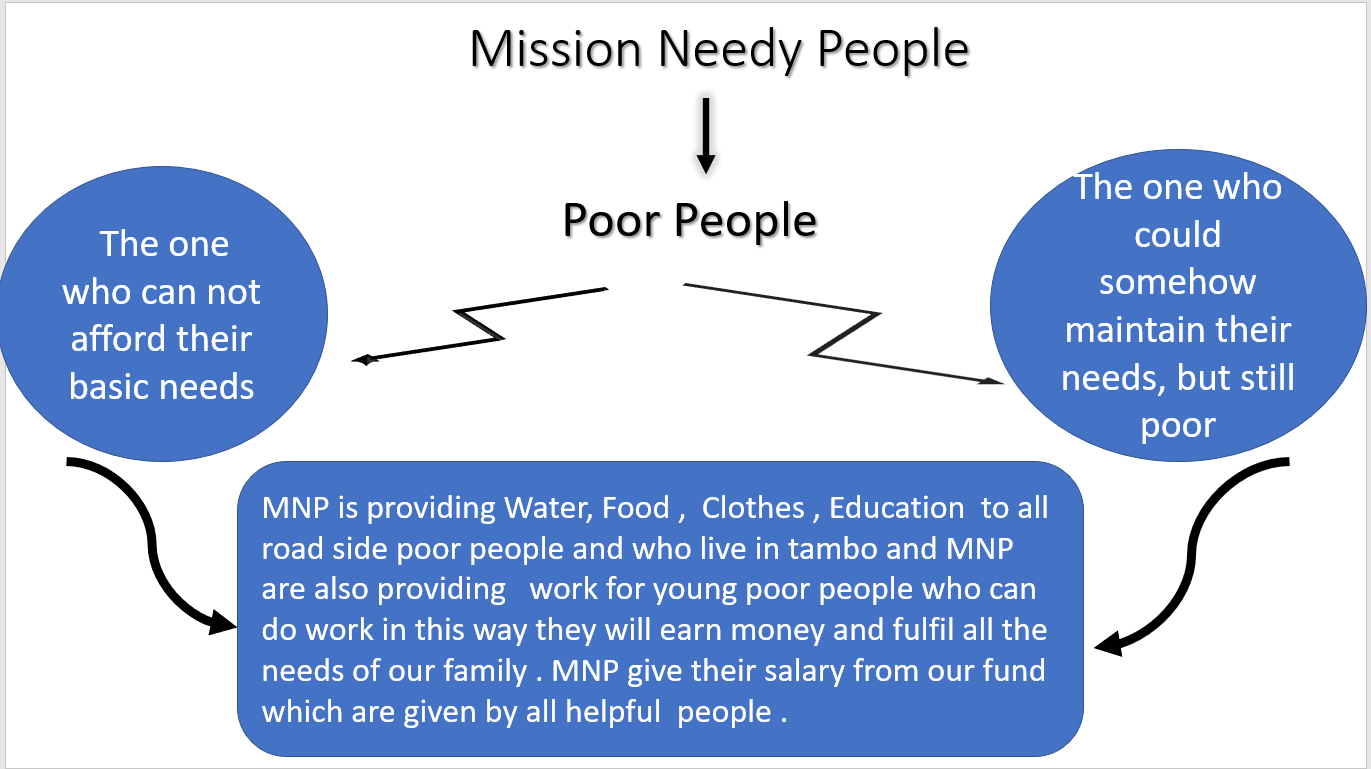 Mission Needy People
Poor People
The one
who can not
afford their
basic needs
The one who
could
somehow
maintain their
needs, but still
poor
MNP is providing Water, Food , Clothes , Education to all
road side poor people and who live in tambo and MNP
are also providing work for young poor people who can
do work in this way they will earn money and fulfil all the
needs of our family . MNP give their salary from our fund
which are given by all helpful people .